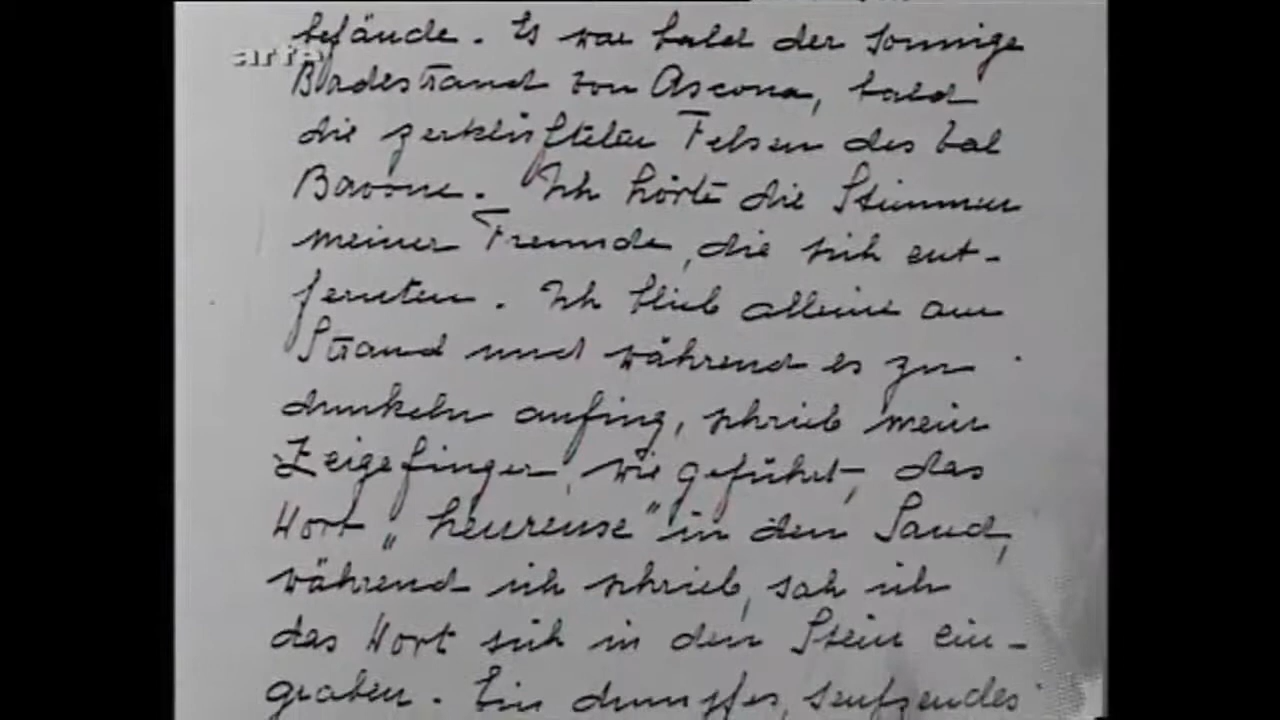 befände. Es war bald der sonnige
arte
Badestrand von Ascona, bald
die zerklüfteten Felsen des Val
Bavone. Ich hörte die Stimmen
meiner Freunde, die sich ent-
fernten. Ich blieb alleine am
Strand und während es zu
dunkeln anfing, schrieb mein
Zeigefinger, wie geführt, das
Wort „heureuse" in den Sand,
während ich schrieb, sah ich
das Wort sich in den Stein ein-
graben. Ein dumpfes, seufzendes